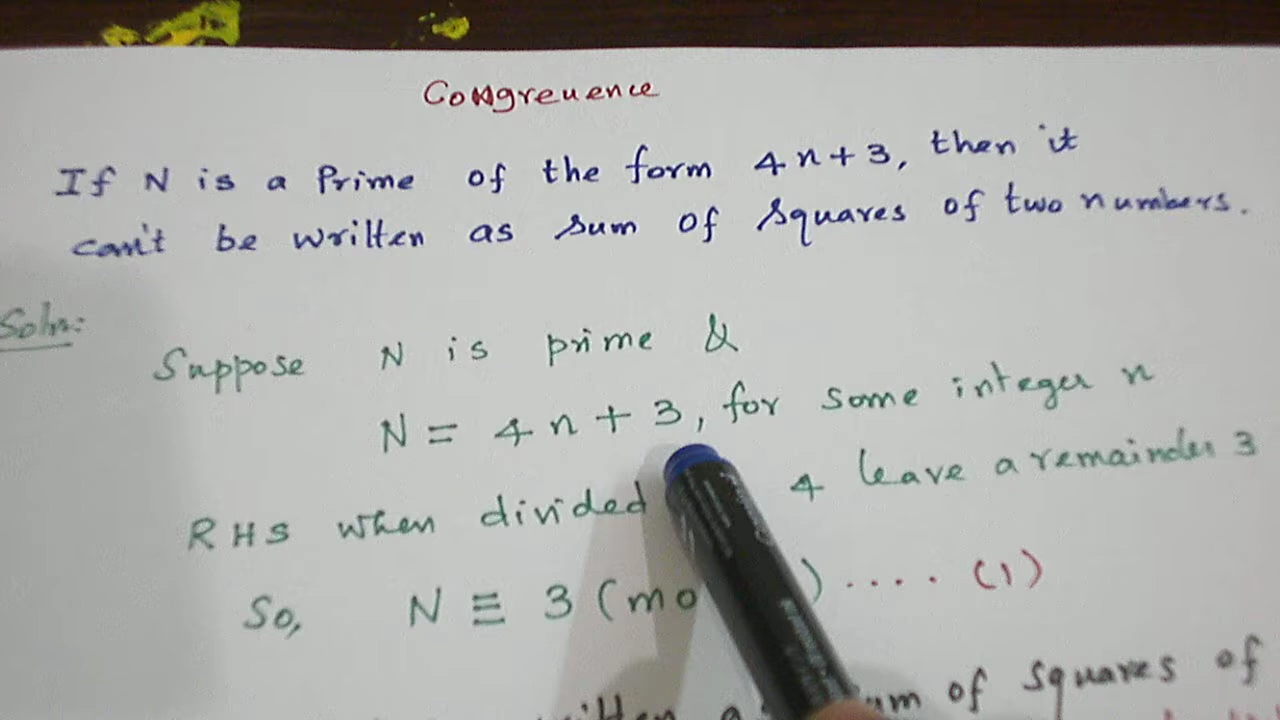 Congreuence
If N is a Prime of the form 4n+3, then it
can't be written as sum of squares of two numbers.
Soln:
Suppose N is prime &
N = 4n + 3, for some integer n
RHS when divided 4 leave a remainder 3
So, N ≡ 3 (mo ) .... (1)
of squares of